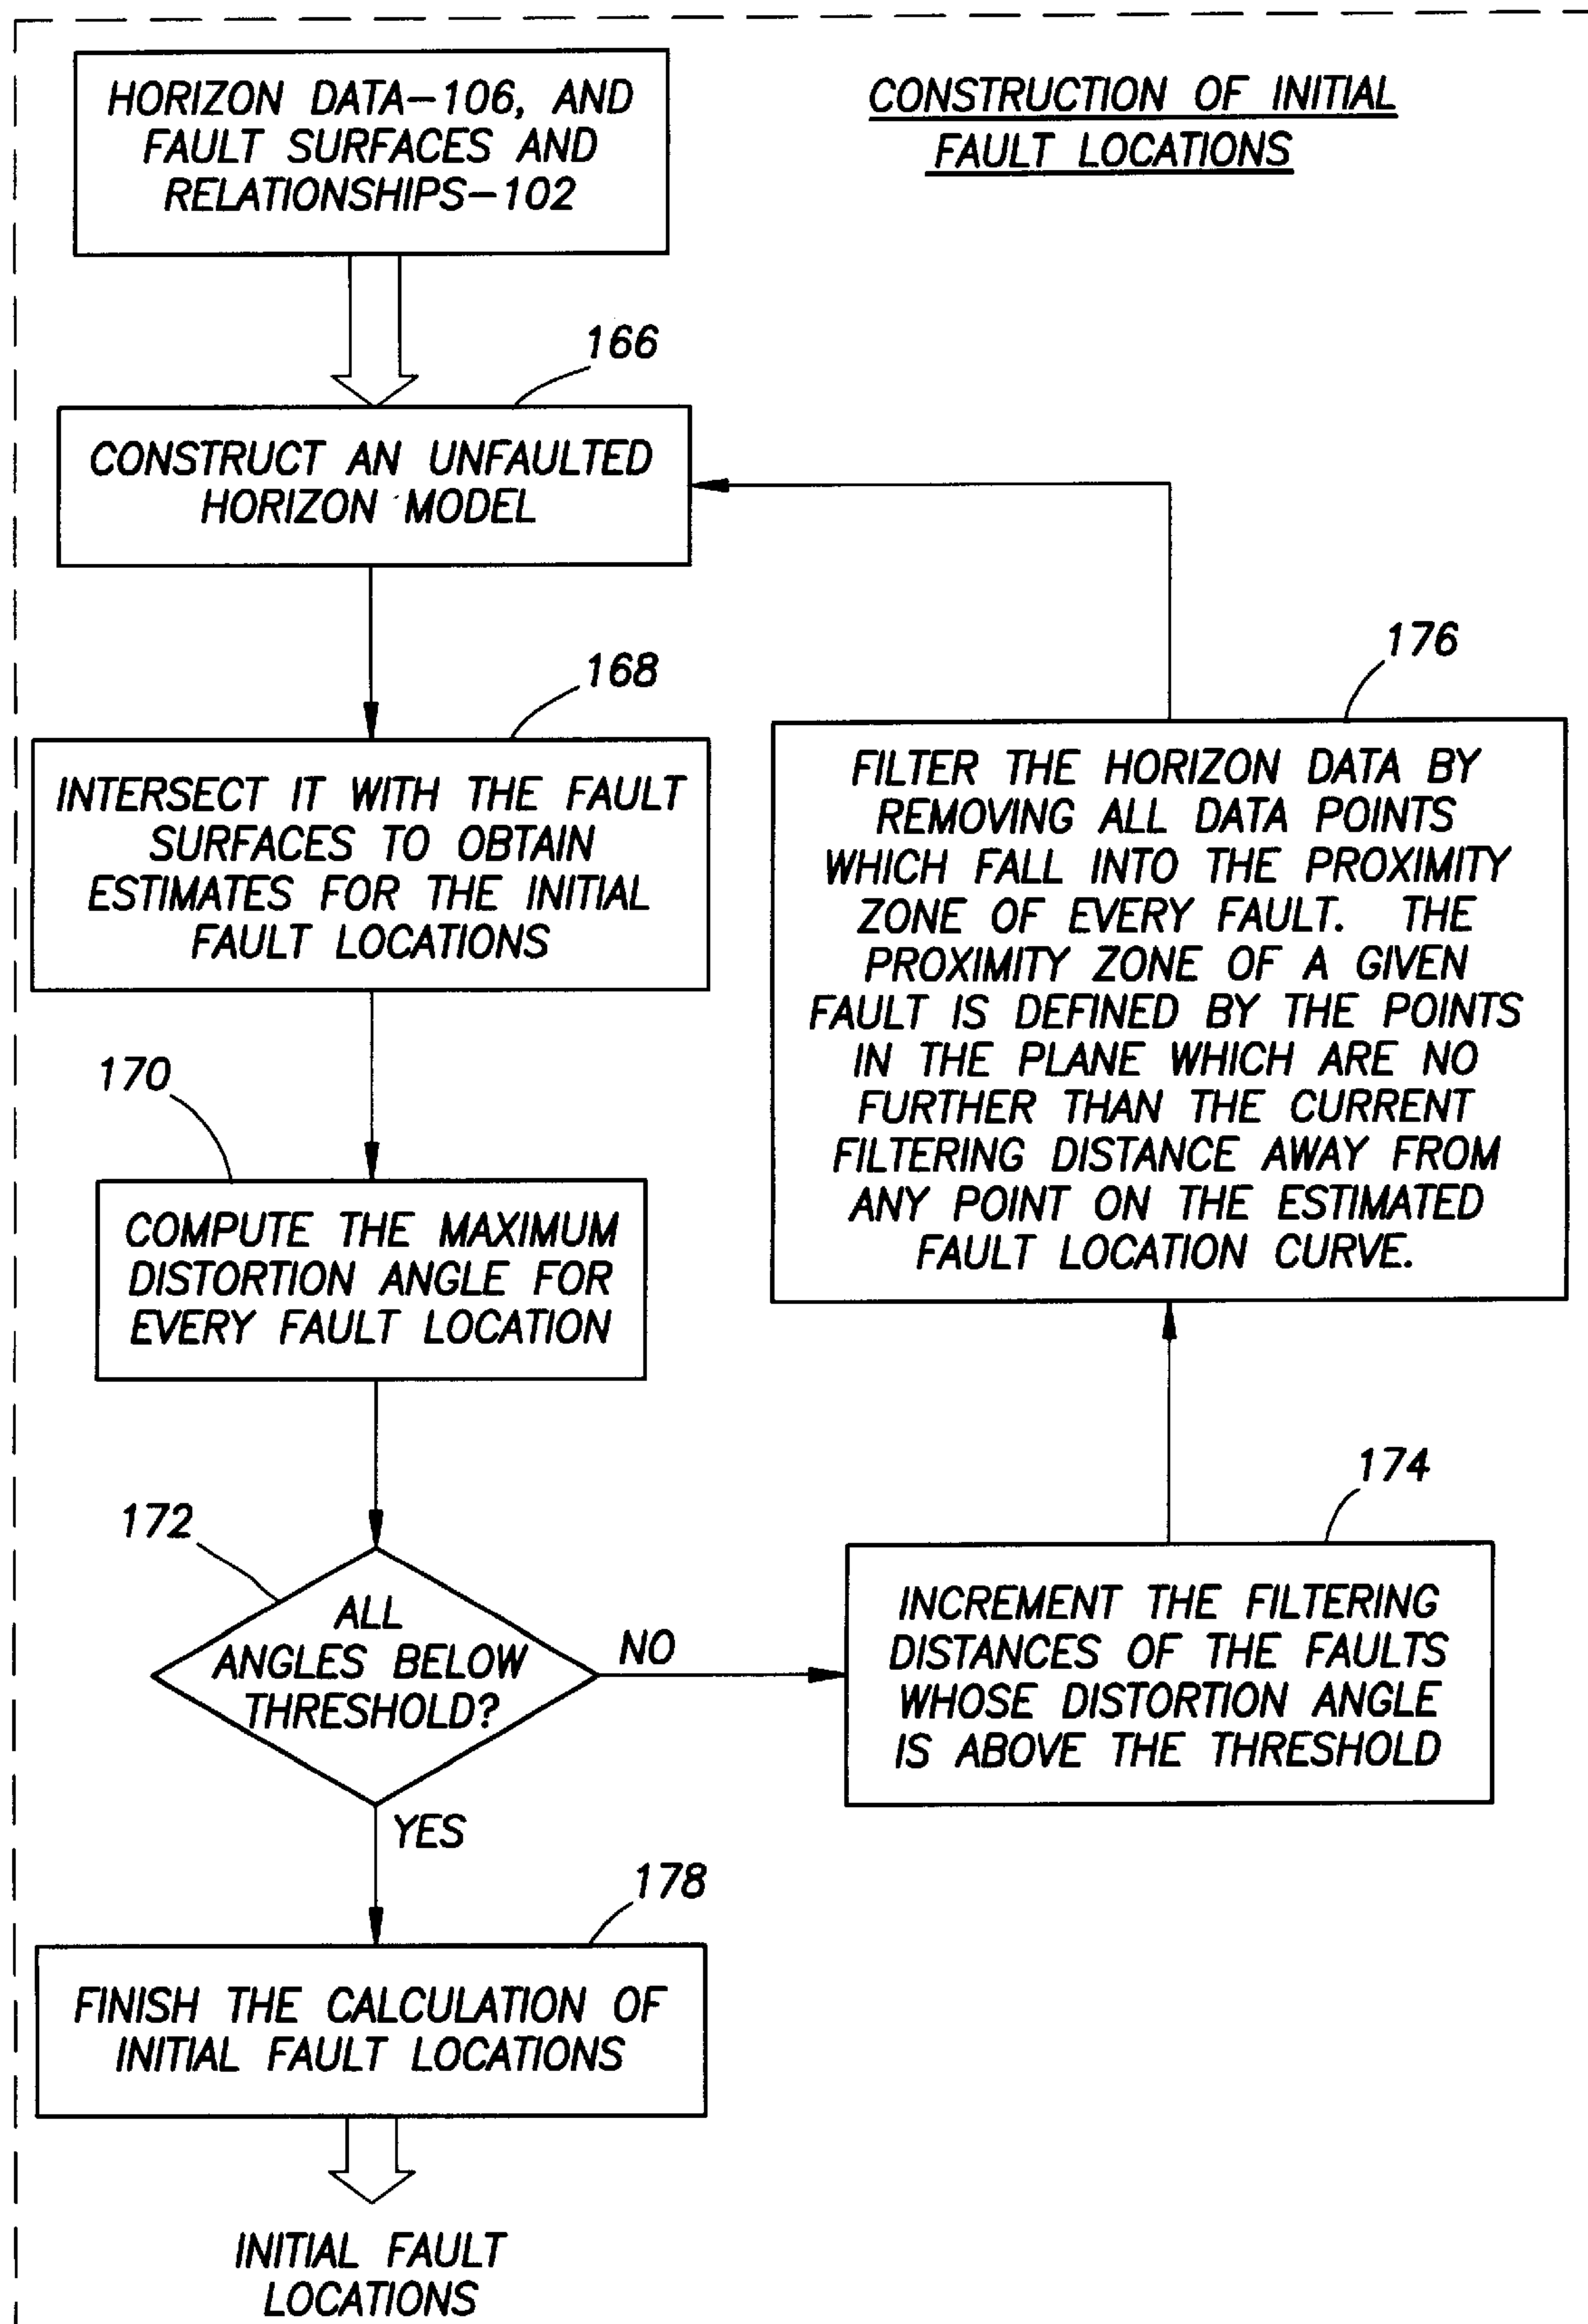 HORIZON DATA-106, AND
FAULT SURFACES AND
RELATIONSHIPS-102
CONSTRUCTION OF INITIAL
FAULT LOCATIONS
166
CONSTRUCT AN UNFAULTED
HORIZON MODEL
168
INTERSECT IT WITH THE FAULT
SURFACES TO OBTAIN
ESTIMATES FOR THE INITIAL
FAULT LOCATIONS
170
COMPUTE THE MAXIMUM
DISTORTION ANGLE FOR
EVERY FAULT LOCATION
172
ALL
ANGLES BELOW
THRESHOLD?
NO
YES
174
INCREMENT THE FILTERING
DISTANCES OF THE FAULTS
WHOSE DISTORTION ANGLE
IS ABOVE THE THRESHOLD
176
FILTER THE HORIZON DATA BY
REMOVING ALL DATA POINTS
WHICH FALL INTO THE PROXIMITY
ZONE OF EVERY FAULT. THE
PROXIMITY ZONE OF A GIVEN
FAULT IS DEFINED BY THE POINTS
IN THE PLANE WHICH ARE NO
FURTHER THAN THE CURRENT
FILTERING DISTANCE AWAY FROM
ANY POINT ON THE ESTIMATED
FAULT LOCATION CURVE.
178
FINISH THE CALCULATION OF
INITIAL FAULT LOCATIONS
INITIAL FAULT
LOCATIONS